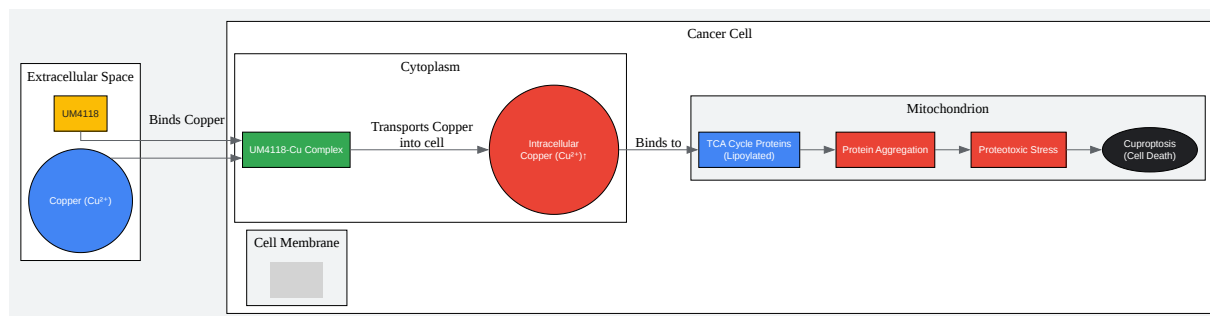 Cancer Cell
Extracellular Space
UM4118
Copper (Cu²⁺)
Binds Copper
Cytoplasm
UM4118-Cu Complex
Transports Copper
into cell
Intracellular
Copper (Cu²⁺)↑
Binds to
Mitochondrion
TCA Cycle Proteins
(Lipoylated)
Protein Aggregation
Proteotoxic Stress
Cuproptosis
(Cell Death)
Cell Membrane